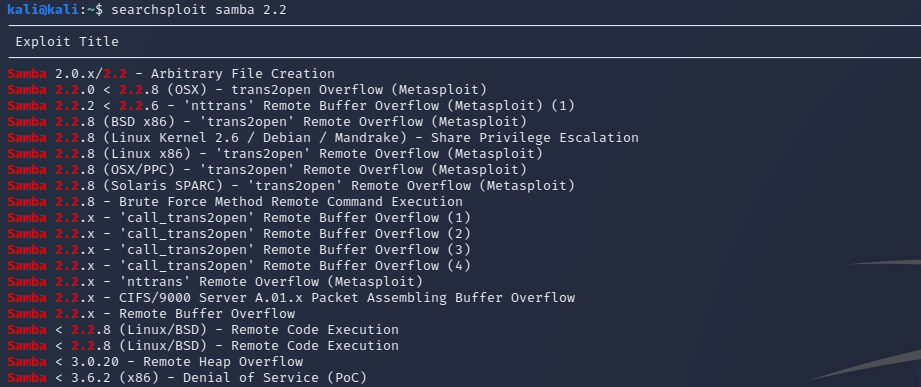 kali@kali:~$ searchsploit samba 2.2
Exploit Title
Samba 2.0.x/2.2 - Arbitrary File Creation
Samba 2.2.0 < 2.2.8 (OSX) - trans2open Overflow (Metasploit)
Samba 2.2.2 < 2.2.6 - 'nttrans' Remote Buffer Overflow (Metasploit) (1)
Samba 2.2.8 (BSD x86) - 'trans2open' Remote Overflow (Metasploit)
Samba 2.2.8 (Linux Kernel 2.6 / Debian / Mandrake) - Share Privilege Escalation
Samba 2.2.8 (Linux x86) - 'trans2open' Remote Overflow (Metasploit)
Samba 2.2.8 (OSX/PPC) - 'trans2open' Remote Overflow (Metasploit)
Samba 2.2.8 (Solaris SPARC) - 'trans2open' Remote Overflow (Metasploit)
Samba 2.2.8 - Brute Force Method Remote Command Execution
Samba 2.2.x - 'call_trans2open' Remote Buffer Overflow (1)
Samba 2.2.x - 'call_trans2open' Remote Buffer Overflow (2)
Samba 2.2.x - 'call_trans2open' Remote Buffer Overflow (3)
Samba 2.2.x - 'call_trans2open' Remote Buffer Overflow (4)
Samba 2.2.x - 'nttrans' Remote Overflow (Metasploit)
Samba 2.2.x - CIFS/9000 Server A.01.x Packet Assembling Buffer Overflow
Samba 2.2.x - Remote Buffer Overflow
Samba < 2.2.8 (Linux/BSD) - Remote Code Execution
Samba < 2.2.8 (Linux/BSD) - Remote Code Execution
Samba < 3.0.20 - Remote Heap Overflow
Samba < 3.6.2 (x86) - Denial of Service (PoC)